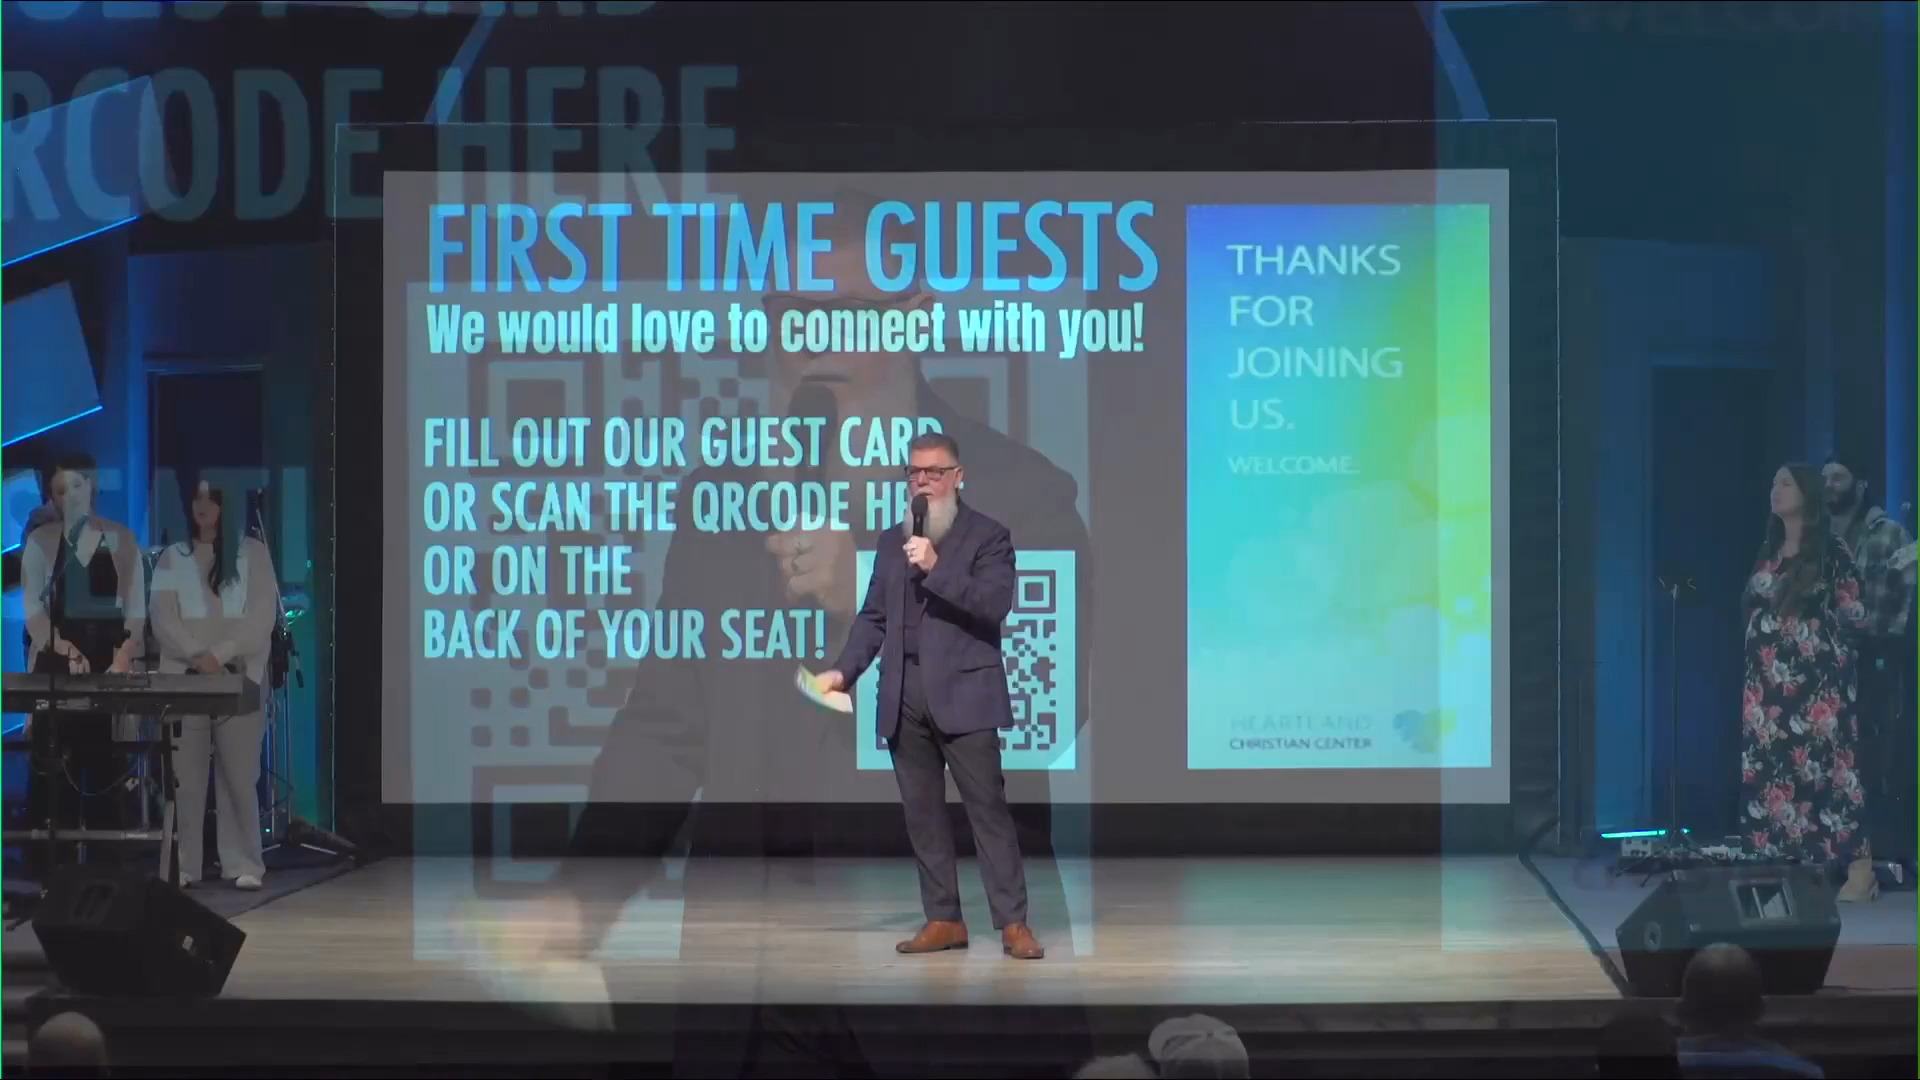 RCODE HERE
FIRST TIME GUESTS
We would love to connect with you!
FILL OUT OUR GUEST CARD
OR SCAN THE QRCODE HE
OR ON THE
BACK OF YOUR SEAT!
THANKS
FOR
JOINING
US.
WELCOME.
HEARTLAND
CHRISTIAN CENTER